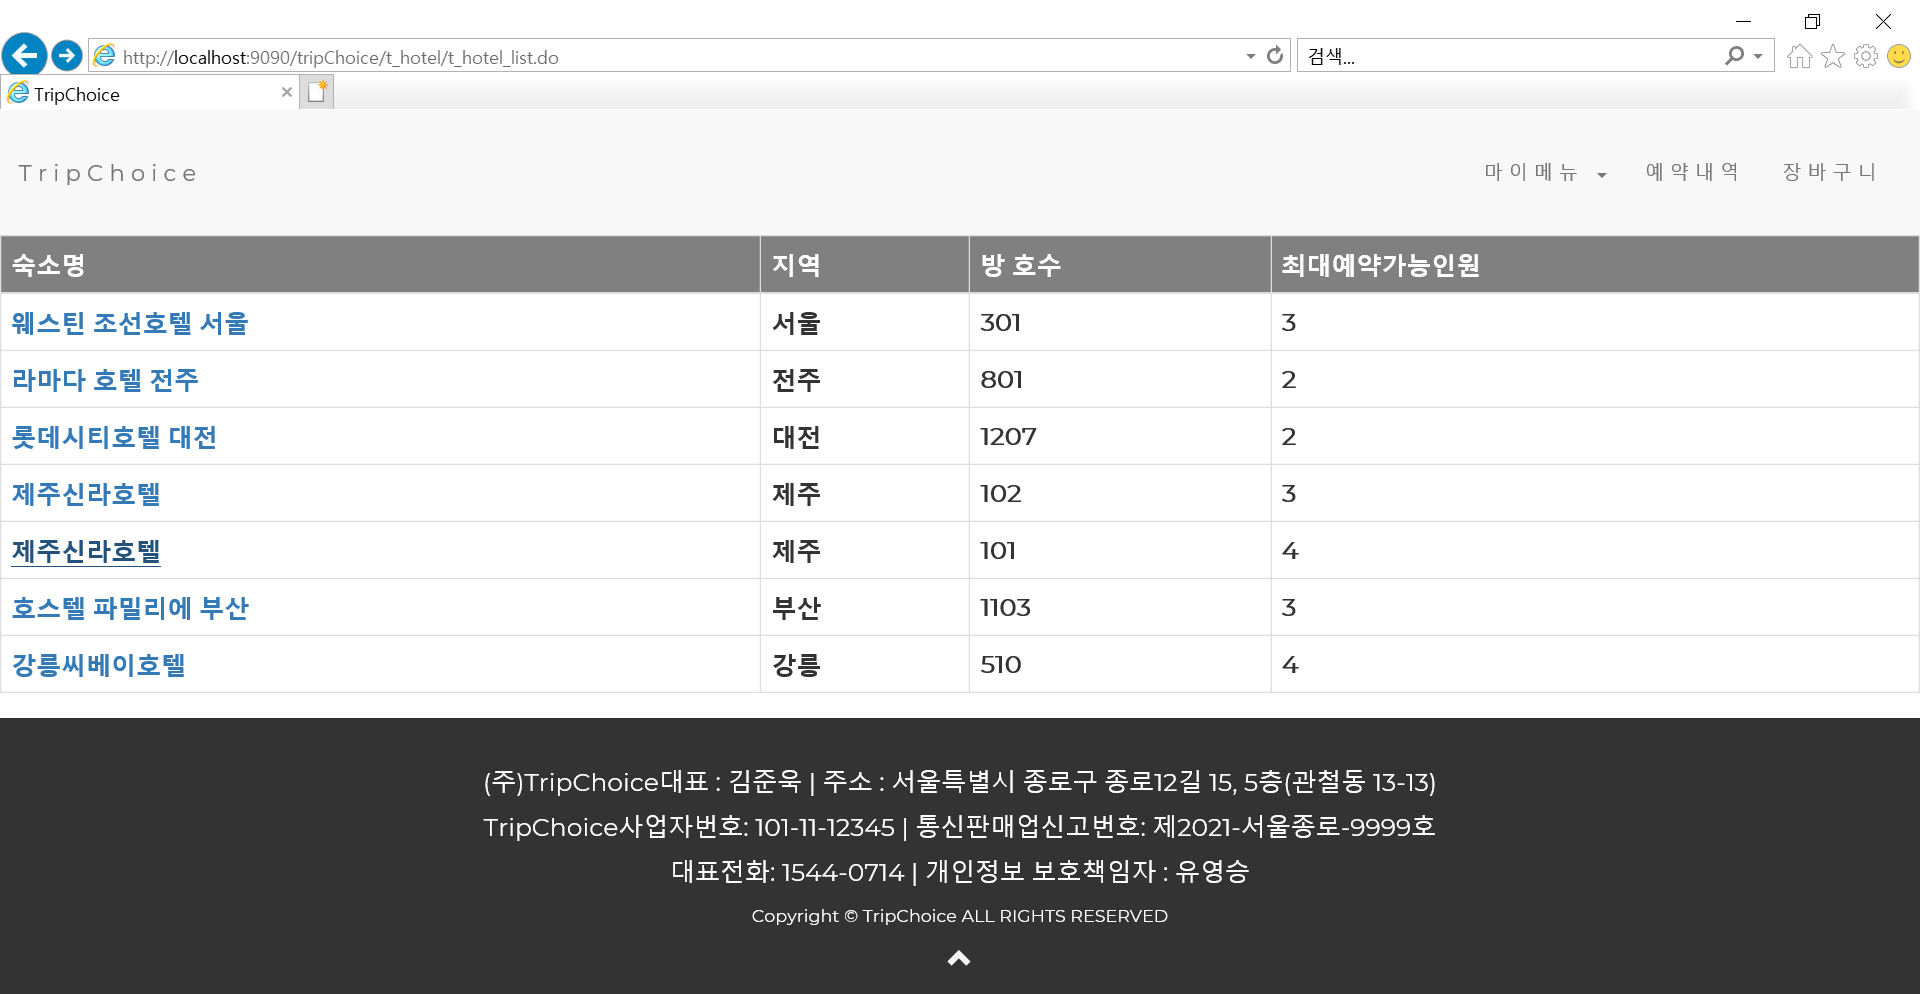 http://localhost:9090/tripChoice/t_hotel/t_hotel_list.do
검색...
TripChoice
TripChoice 마이메뉴 예약내역 장바구니
숙소명 지역 방 호수 최대예약가능인원
웨스틴 조선호텔 서울 서울 301 3
라마다 호텔 전주 전주 801 2
롯데시티호텔 대전 대전 1207 2
제주신라호텔 제주 102 3
제주신라호텔 제주 101 4
호스텔 파밀리에 부산 부산 1103 3
강릉씨베이호텔 강릉 510 4
(주)TripChoice대표 : 김준욱 | 주소 : 서울특별시 종로구 종로12길 15, 5층(관철동 13-13)
TripChoice사업자번호: 101-11-12345 | 통신판매업신고번호: 제2021-서울종로-9999호
대표전화: 1544-0714 | 개인정보 보호책임자 : 유영승
Copyright © TripChoice ALL RIGHTS RESERVED